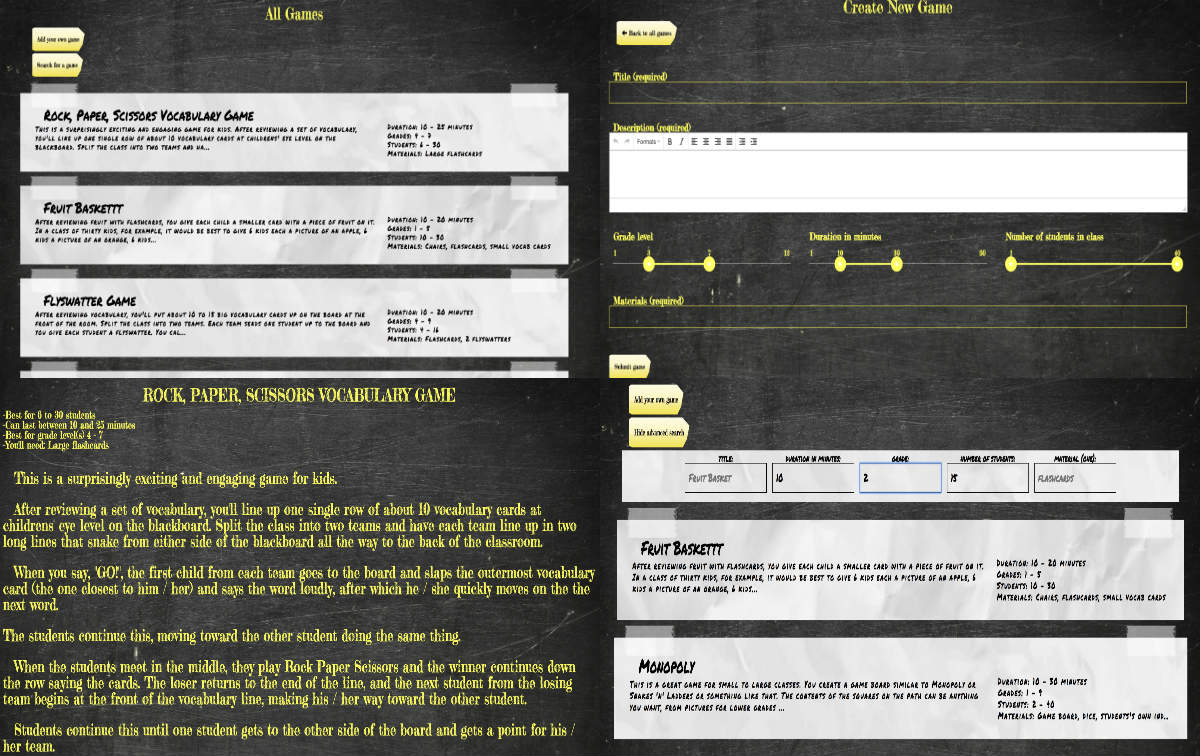 All Games
Add your own game
Search for a game
Rock, Paper, Scissors Vocabulary Game
This is a surprisingly exciting and engaging game for kids. After reviewing a set of vocabulary,
you'll line up one single row of about 10 vocabulary cards at childrens' eye level on the
blackboard. Split the class into two teams and ha...
Duration: 10 - 25 minutes
Grades: 4 - 7
Students: 6 - 30
Materials: Large flashcards
Fruit Baskettt
After reviewing fruit with flashcards, you give each child a smaller card with a piece of fruit on it.
In a class of thirty kids, for example, it would be best to give 6 kids each a picture of an apple, 6
kids a picture of an orange, 6 kids...
Duration: 10 - 20 minutes
Grades: 1 - 5
Students: 10 - 30
Materials: Chairs, flashcards, small vocab cards
Flyswatter Game
After reviewing vocabulary, you'll put about 10 to 15 big vocabulary cards up on the board at the
front of the room. Split the class into two teams. Each team sends one student up to the board and
you give each student a flyswatter. You cal...
Duration: 10 - 20 minutes
Grades: 4 - 9
Students: 4 - 16
Materials: Flashcards, 2 flyswatters
Create New Game
Back to all games
Title (required)
Description (required)
Formats
B I
Grade level
Duration in minutes
Number of students in class
Materials (required)
Submit game
ROCK, PAPER, SCISSORS VOCABULARY GAME
-Best for 6 to 30 students
-Can last between 10 and 25 minutes
-Best for grade level(s) 4 - 7
-You'll need: Large flashcards
This is a surprisingly exciting and engaging game for kids.
After reviewing a set of vocabulary, you'll line up one single row of about 10 vocabulary cards at
childrens' eye level on the blackboard. Split the class into two teams and have each team line up in two
long lines that snake from either side of the blackboard all the way to the back of the classroom.
When you say, 'GO!', the first child from each team goes to the board and slaps the outermost vocabulary
card (the one closest to him / her) and says the word loudly, after which he / she quickly moves on the the
next word.
The students continue this, moving toward the other student doing the same thing.
When the students meet in the middle, they play Rock Paper Scissors and the winner continues down
the row saying the cards. The loser returns to the end of the line, and the next student from the losing
team begins at the front of the vocabulary line, making his / her way toward the other student.
Students continue this until one student gets to the other side of the board and gets a point for his /
her team.
Add your own game
Hide advanced search
Title:
Duration in minutes:
Grade:
Number of students:
Material (one):
Fruit Basket
10
2
15
flashcards
Fruit Baskettt
After reviewing fruit with flashcards, you give each child a smaller card with a piece of fruit on it.
In a class of thirty kids, for example, it would be best to give 6 kids each a picture of an apple, 6
kids a picture of an orange, 6 kids...
Duration: 10 - 20 minutes
Grades: 1 - 5
Students: 10 - 30
Materials: Chairs, flashcards, small vocab cards
Monopoly
This is a great game for small to large classes. You create a game board similar to Monopoly or
Snakes 'n' Ladders or something like that. The contents of the squares on the path can be anything
you want, from pictures for lower grades ...
Duration: 10 - 30 minutes
Grades: 1 - 9
Students: 2 - 40
Materials: Game board, dice, students's own ind...